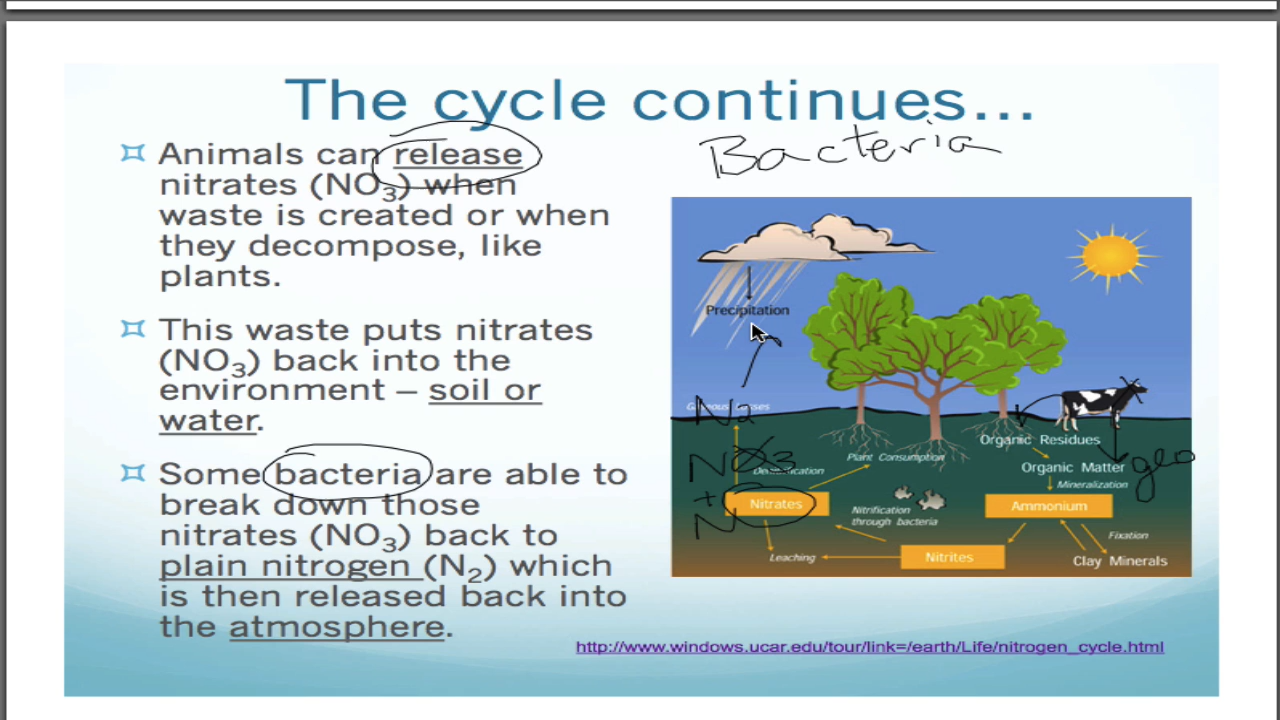 The cycle continues...
Bacteria
Animals can release
nitrates (NO3) when
waste is created or when
they decompose, like
plants.
This waste puts nitrates
(NO3) back into the
environment – soil or
water.
Some bacteria are able to
break down those
nitrates (NO3) back to
plain nitrogen (N2) which
is then released back into
the atmosphere.
Precipitation
N2
Organic Residues
Plant Consumption
NO3
Organic Matter
geo
Mineralization
+
Nitrates
N
Nitrification
through bacteria
Ammonium
Fixation
Leaching
Nitrites
Clay Minerals
http://www.windows.ucar.edu/tour/link=/earth/Life/nitrogen_cycle.html